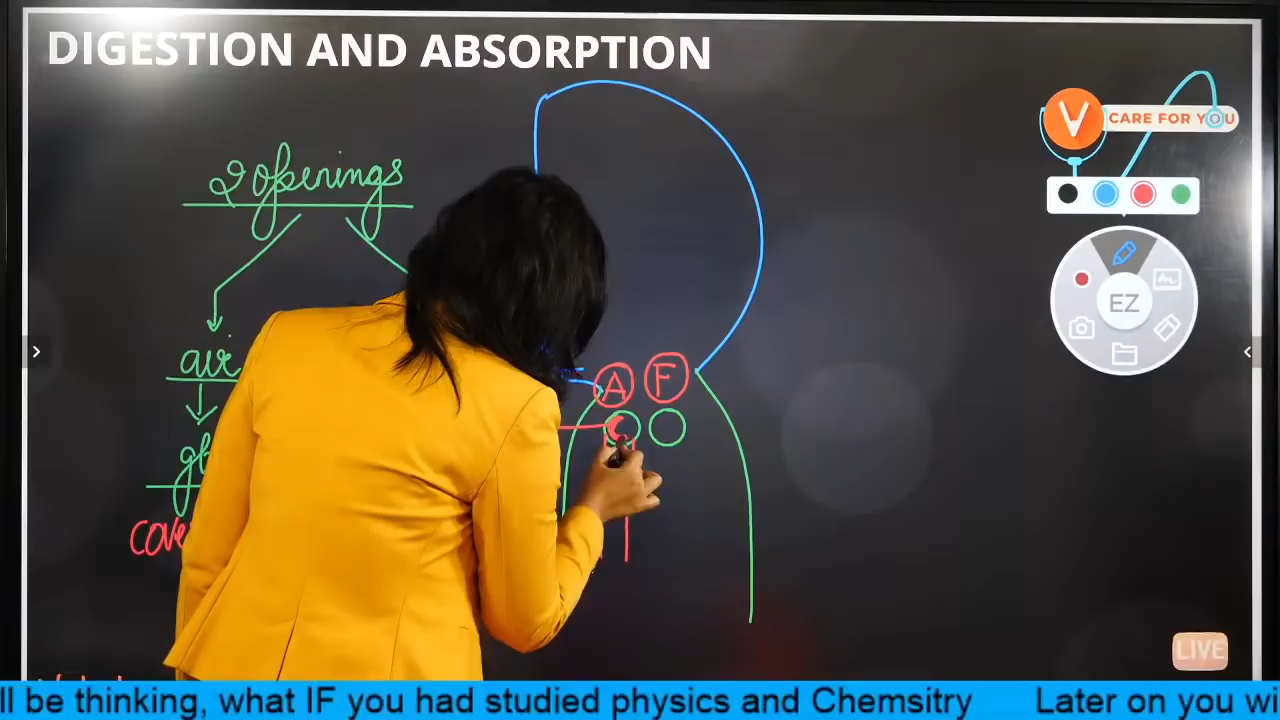 DIGESTION AND ABSORPTION
CARE FOR YOU
2 openings
EZ
air
A F
LIVE
ll be thinking, what IF you had studied physics and Chemsitry Later on you wi